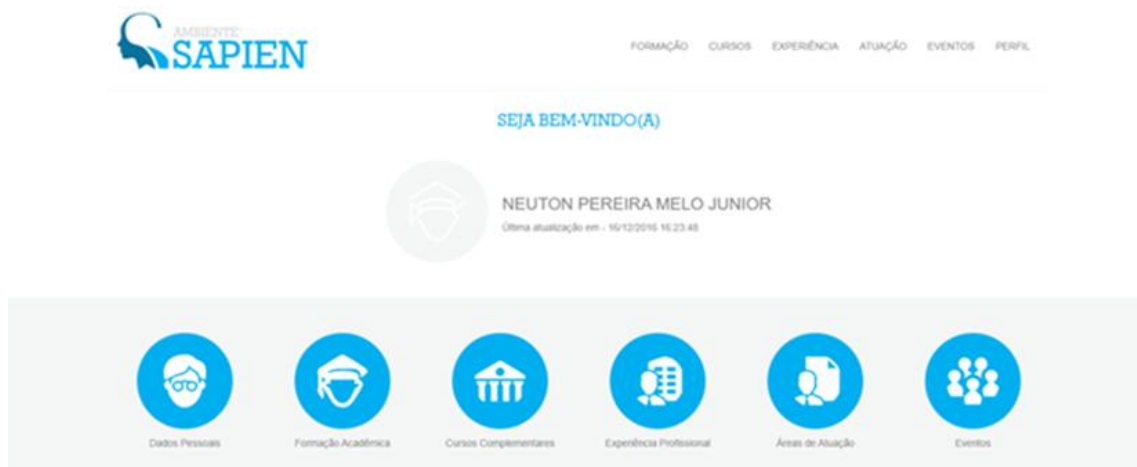 AMBIENTE
SAPIEN
FORMAÇÃO CURSOS EXPERIÊNCIA ATUAÇÃO EVENTOS PERFIL
SEJA BEM-VINDO(A)
NEUTON PEREIRA MELO JUNIOR
Última atualização em - 16/12/2016 16:23:48
Dados Pessoais Formação Acadêmica Cursos Complementares Experiência Profissional Áreas de Atuação Eventos